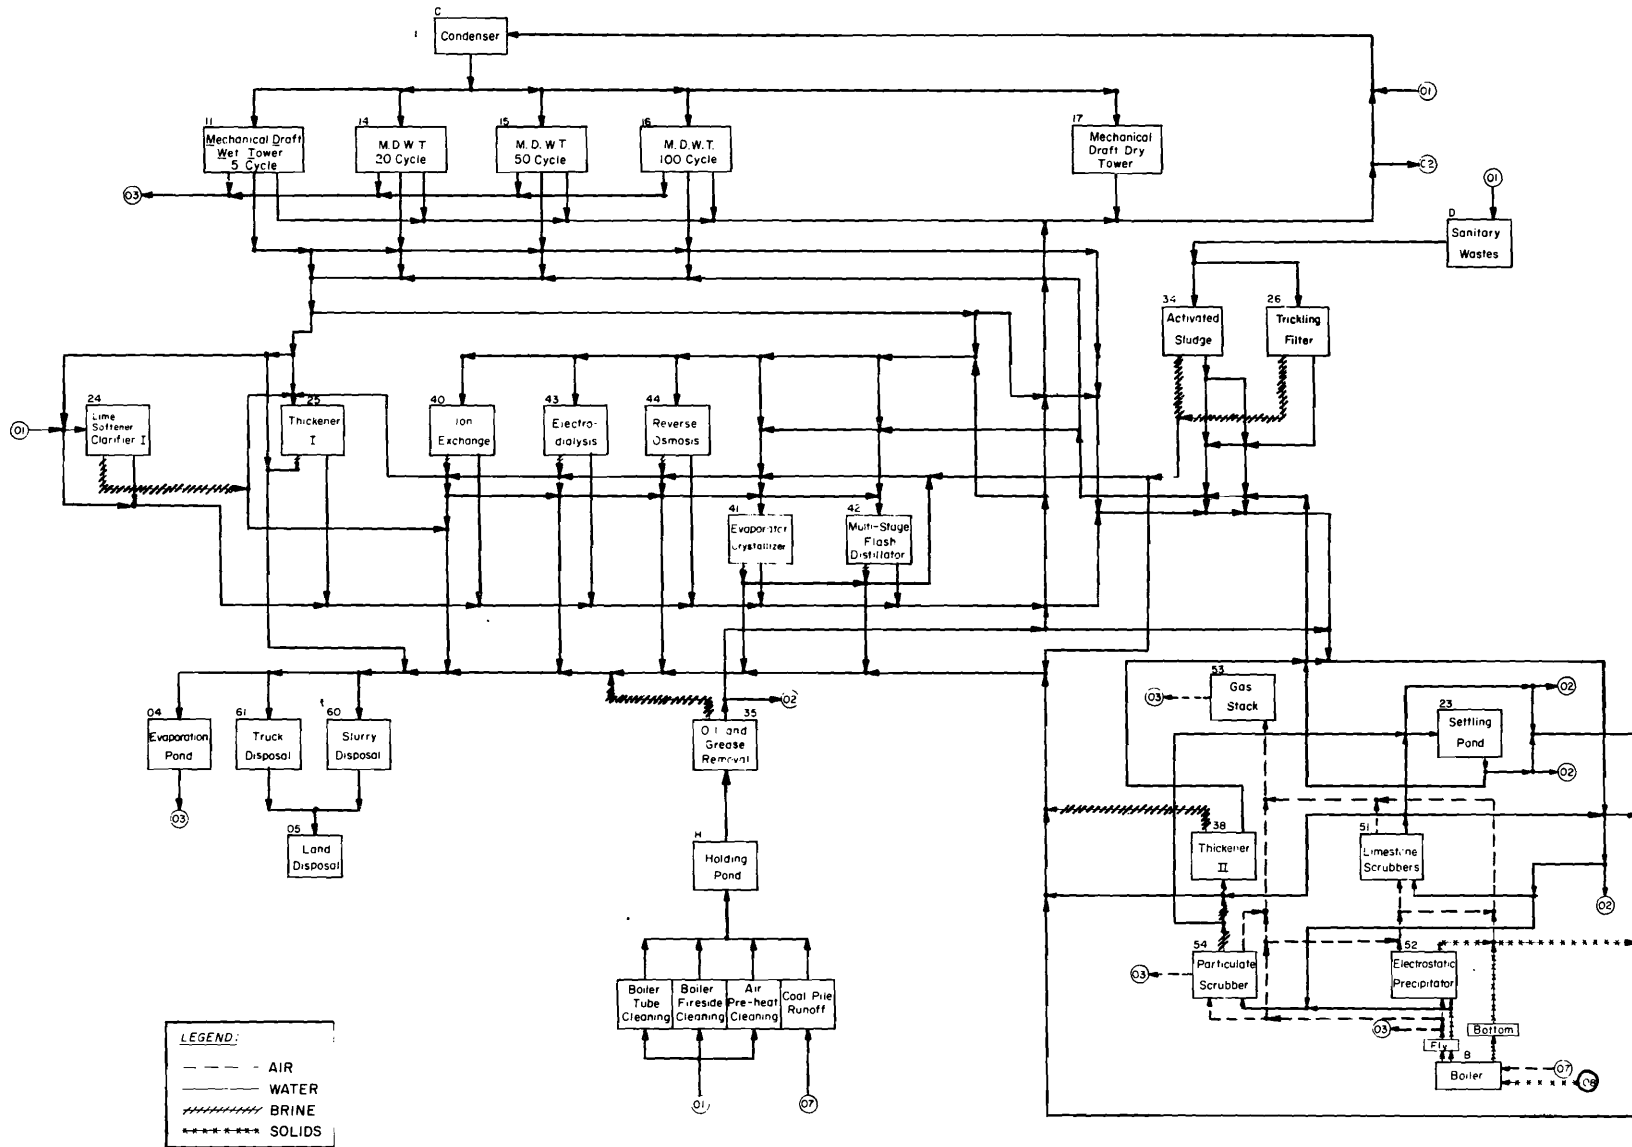 C
Condenser
01
11
Mechanical Draft
Wet Tower
5 Cycle
14
M.D.W.T
20 Cycle
15
M.D.W.T
50 Cycle
16
M.D.W.T.
100 Cycle
17
Mechanical
Draft Dry
Tower
02
03
01
D
Sanitary
Wastes
34
Activated
Sludge
26
Trickling
Filter
24
Lime
Softener
Clarifier I
01
25
Thickener
I
40
Ion
Exchange
43
Electro-
dialysis
44
Reverse
Osmosis
41
Evaporator
Crystallizer
42
Multi-Stage
Flash
Distillator
04
Evaporation
Pond
61
Truck
Disposal
60
Slurry
Disposal
03
05
Land
Disposal
02
35
Oil and
Grease
Removal
H
Holding
Pond
Boiler
Tube
Cleaning
Boiler
Fireside
Cleaning
Air
Pre-heat
Cleaning
Coal Pile
Runoff
01
07
53
Gas
Stack
03
02
23
Settling
Pond
02
38
Thickener
II
51
Limestone
Scrubbers
02
54
Particulate
Scrubber
03
52
Electrostatic
Precipitator
03
Bottom
Fly
B
Boiler
07
08
LEGEND:
AIR
WATER
BRINE
SOLIDS